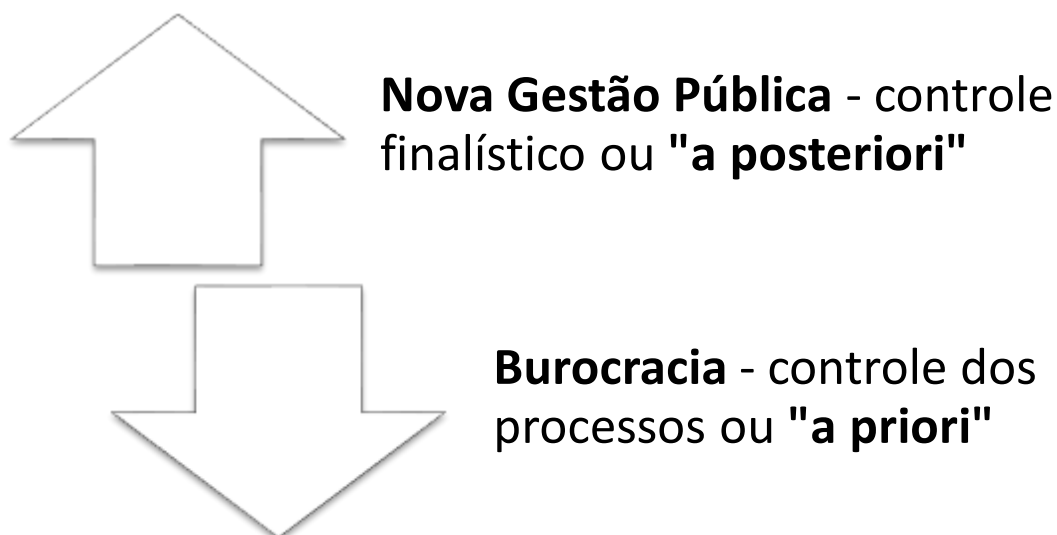 Nova Gestão Pública - controle
finalístico ou "a posteriori"
Burocracia - controle dos
processos ou "a priori"